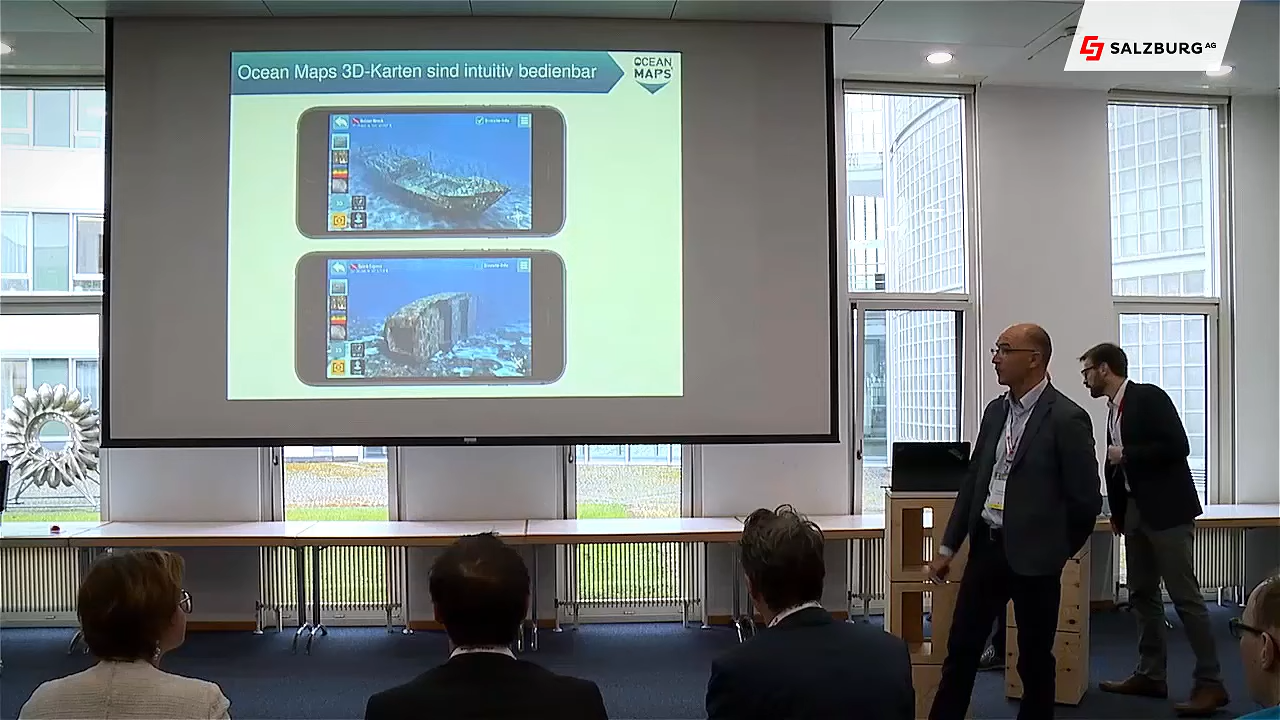 SALZBURG AG
Ocean Maps 3D-Karten sind intuitiv bedienbar
OCEAN
MAPS